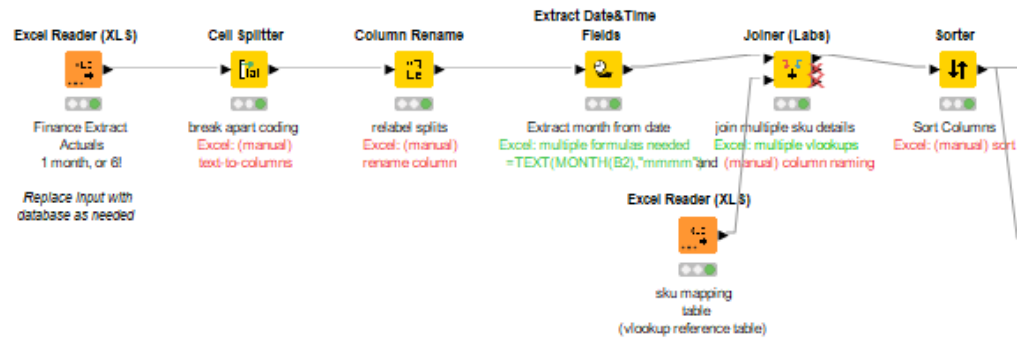 Excel Reader (XLS)
Finance Extract
Actuals
1 month, or 6!
Replace input with
database as needed
Cell Splitter
break apart coding
Excel: (manual)
text-to-columns
Column Rename
relabel splits
Excel: (manual)
rename column
Extract Date&Time
Fields
Extract month from date
Excel: multiple formulas needed
=TEXT(MONTH(B2),"mmmm")
Joiner (Labs)
join multiple sku details
Excel: multiple vlookups
and (manual) column naming
Excel Reader (XLS)
sku mapping
table
(vlookup reference table)
Sorter
Sort Columns
Excel: (manual) sort